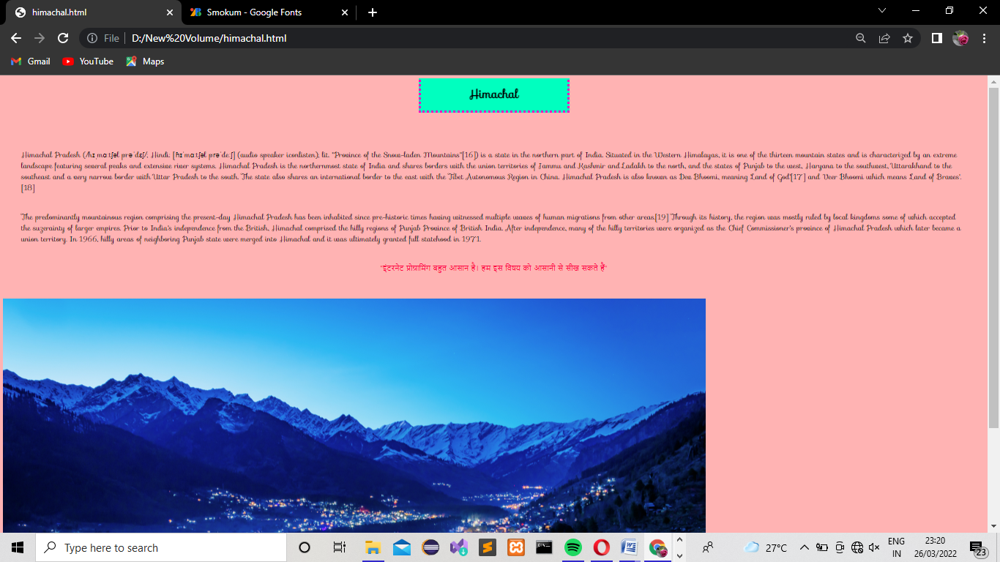 himachal.html
Smokum - Google Fonts
File
D:/New%20Volume/himachal.html
Gmail
YouTube
Maps
Himachal
Himachal Pradesh (/hɪˌmɑːtʃəl prəˈdɛʃ/; Hindi: [ɦɪˈmɑːtʃəl prəˈdeːʃ] (audio speaker iconlisten); lit. "Province of the Snow-laden Mountains"[16]) is a state in the northern part of India. Situated in the Western Himalayas, it is one of the thirteen mountain states and is characterized by an extreme
landscape featuring several peaks and extensive river systems. Himachal Pradesh is the northernmost state of India and shares borders with the union territories of Jammu and Kashmir and Ladakh to the north, and the states of Punjab to the west, Haryana to the southwest, Uttarakhand to the
southeast and a very narrow border with Uttar Pradesh to the south. The state also shares an international border to the east with the Tibet Autonomous Region in China. Himachal Pradesh is also known as Dev Bhoomi, meaning 'Land of God'[17] and Veer Bhoomi which means 'Land of Braves'.
[18]
The predominantly mountainous region comprising the present-day Himachal Pradesh has been inhabited since pre-historic times having witnessed multiple waves of human migrations from other areas.[19] Through its history, the region was mostly ruled by local kingdoms some of which accepted
the suzerainty of larger empires. Prior to India's independence from the British, Himachal comprised the hilly regions of Punjab Province of British India. After independence, many of the hilly territories were organized as the Chief Commissioner's province of Himachal Pradesh which later became a
union territory. In 1966, hilly areas of neighboring Punjab state were merged into Himachal and it was ultimately granted full statehood in 1971.
"इंटरनेट प्रोग्रामिंग बहुत आसान है। हम इस विषय को आसानी से सीख सकते हैं"
Type here to search
27°C
ENG
IN
23:20
26/03/2022
23